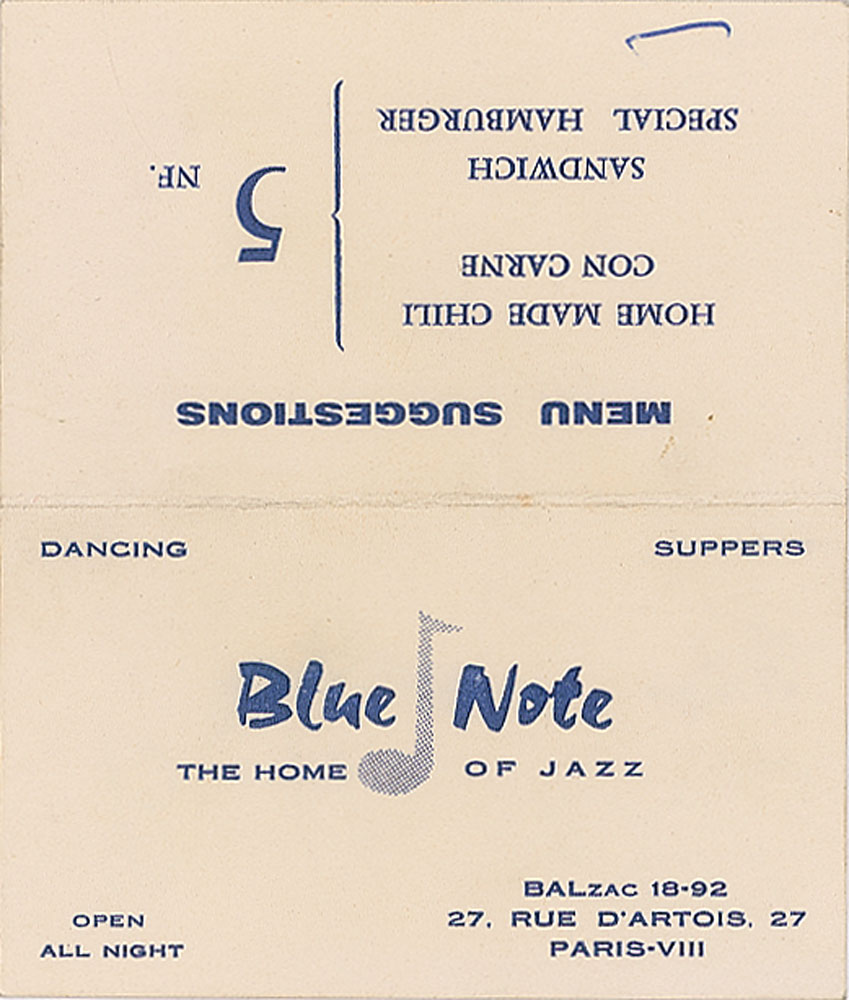 MENU SUGGESTIONS
HOME MADE CHILI
CON CARNE
SANDWICH
SPECIAL HAMBURGER
5 NF.
DANCING
SUPPERS
Blue Note
THE HOME OF JAZZ
OPEN
ALL NIGHT
BALZAC 18-92
27, RUE D'ARTOIS, 27
PARIS-VIII